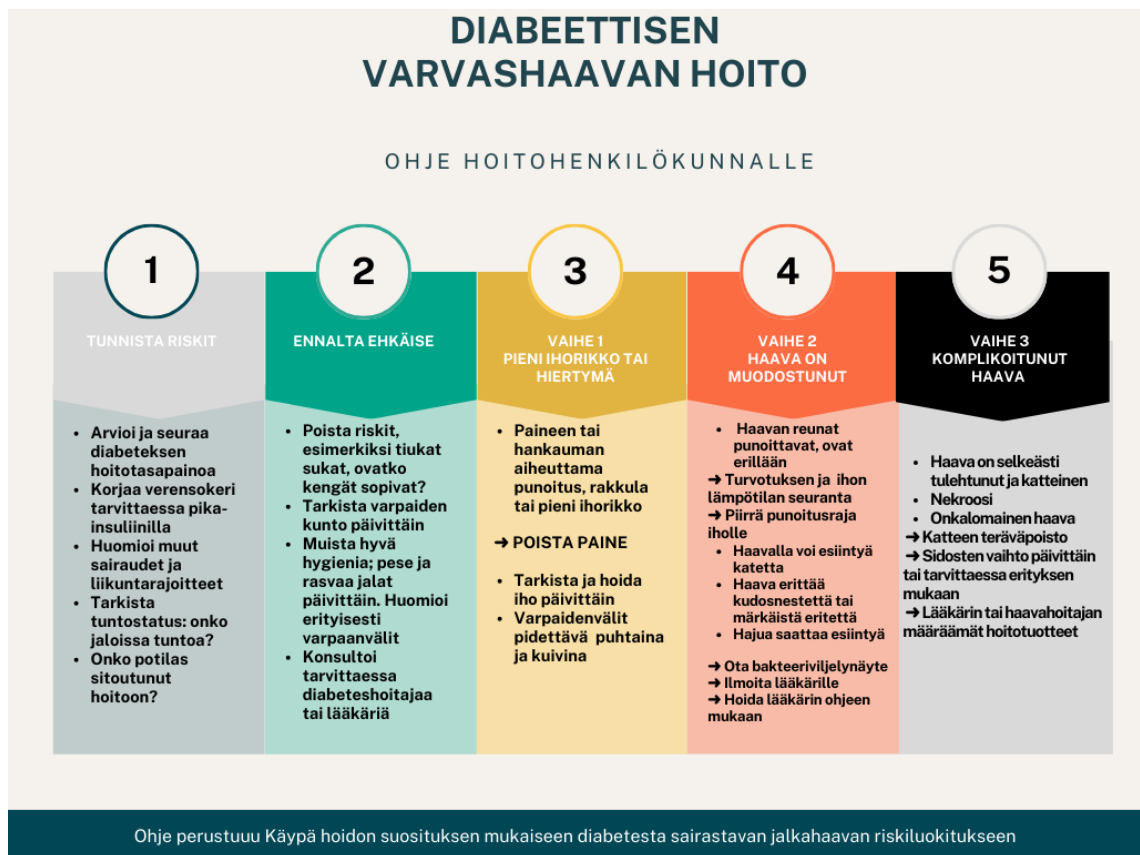 DIABEETTISEN
VARVASHAAVAN HOITO
OHJE HOITOHENKILÖKUNNALLE
1
TUNNISTA RISKIT
• Arvioi ja seuraa
diabeteksen
hoitotasapainoa
• Korjaa verensokeri
tarvittaessa pika-
insuliinilla
• Huomioi muut
sairaudet ja
liikuntarajoitteet
• Tarkista
tuntostatus: onko
jaloissa tuntoa?
• Onko potilas
sitoutunut
hoitoon?
2
ENNALTA EHKÄISE
• Poista riskit,
esimerkiksi tiukat
sukat, ovatko
kengät sopivat?
• Tarkista varpaiden
kunto päivittäin
• Muista hyvä
hygienia; pese ja
rasvaa jalat
päivittäin. Huomioi
erityisesti
varpaanvälit
• Konsultoi
tarvittaessa
diabeteshoitajaa
tai lääkäriä
3
VAIHE 1
PIENI IHORIKKO TAI
HIERTYMÄ
• Paineen tai
hankauman
aiheuttama
punoitus, rakkula
tai pieni ihorikko
➜ POISTA PAINE
• Tarkista ja hoida
iho päivittäin
• Varpaidenvälit
pidettävä puhtaina
ja kuivina
4
VAIHE 2
HAAVA ON
MUODOSTUNUT
• Haavan reunat
punoittavat, ovat
erillään
➜ Turvotuksen ja ihon
lämpötilan seuranta
➜ Piirrä punoitusraja
iholle
• Haavalla voi esiintyä
katetta
• Haava erittää
kudosnestettä tai
märkäistä eritettä
• Hajua saattaa esiintyä
➜ Ota bakteeriviljelynäyte
➜ Ilmoita lääkärille
➜ Hoida lääkärin ohjeen
mukaan
5
VAIHE 3
KOMPLIKOITUNUT
HAAVA
• Haava on selkeästi
tulehtunut ja katteinen
• Nekroosi
• Onkalomainen haava
➜ Katteen teräväpoisto
➜ Sidosten vaihto päivittäin
tai tarvittaessa erityksen
mukaan
➜ Lääkärin tai haavahoitajan
määräämät hoitotuotteet
Ohje perustuuu Käypä hoidon suosituksen mukaiseen diabetesta sairastavan jalkahaavan riskiluokitukseen